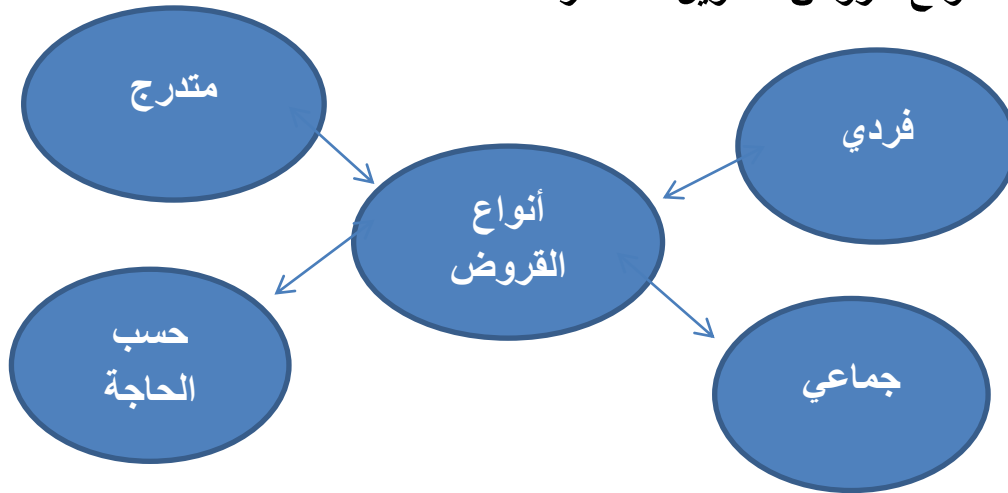 فردي
متدرج
أنواع
القروض
حسب
الحاجة
جماعي